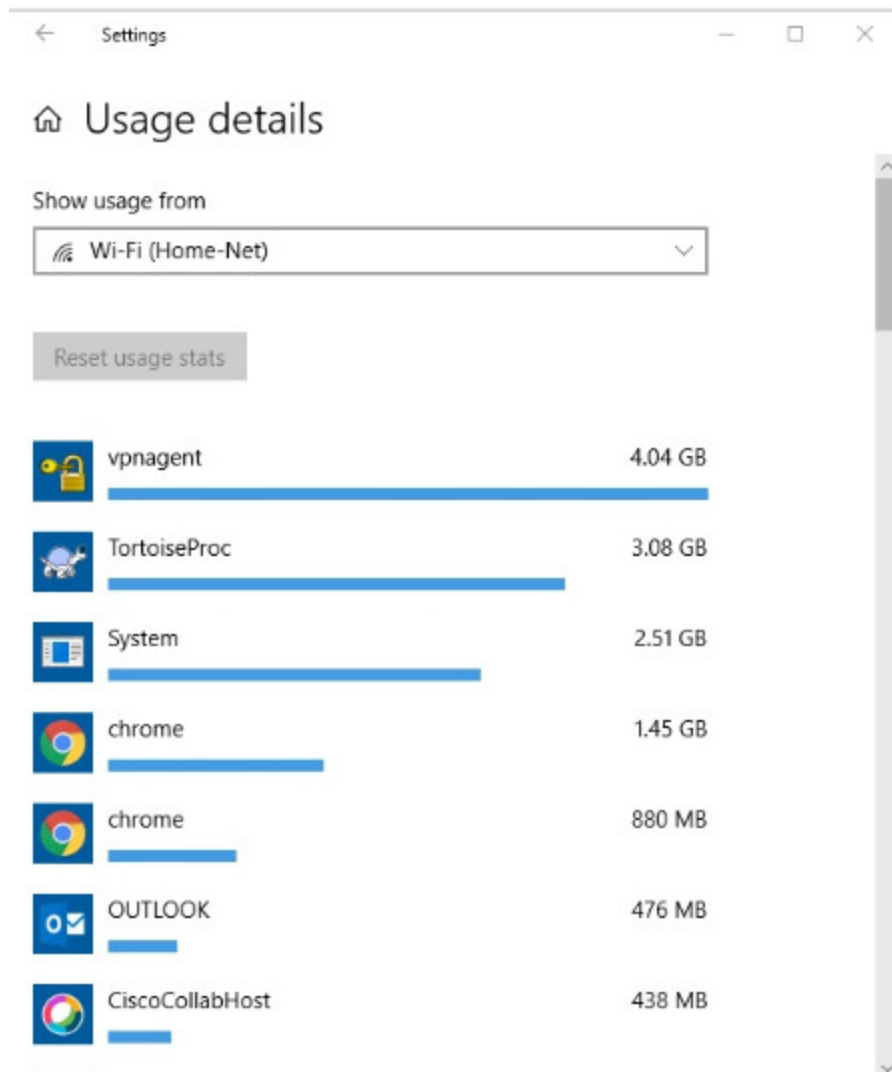 Settings
Usage details
Show usage from
Wi-Fi (Home-Net)
Reset usage stats
vpnagent 4.04 GB
TortoiseProc 3.08 GB
System 2.51 GB
chrome 1.45 GB
chrome 880 MB
OUTLOOK 476 MB
CiscoCollabHost 438 MB